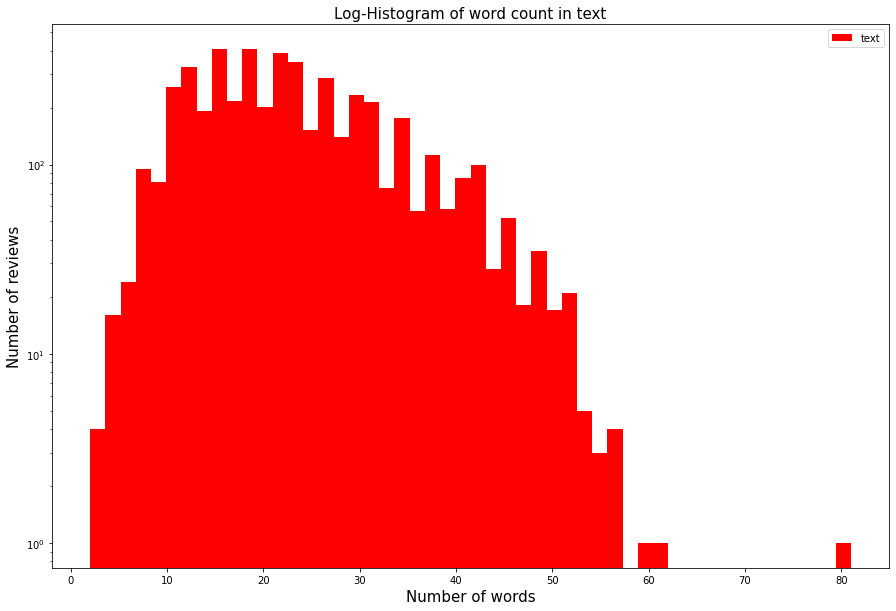 Log-Histogram of word count in text
text
Number of reviews
10²
10¹
10⁰
0 10 20 30 40 50 60 70 80
Number of words